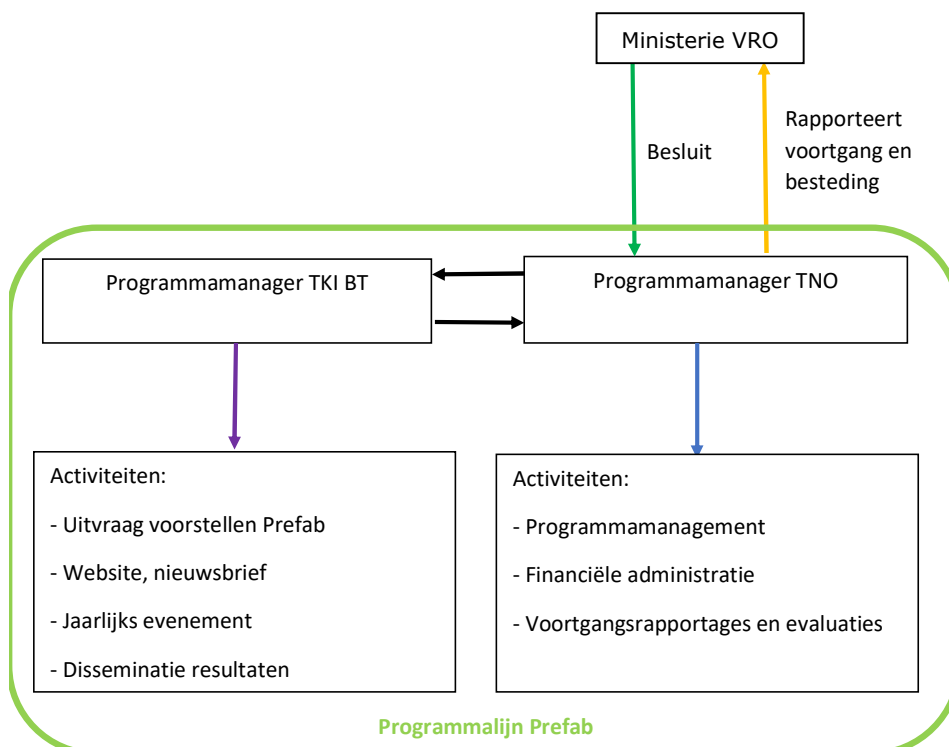 Ministerie VRO
Besluit
Rapporteert
voortgang en
besteding
Programmamanager TKI BT
Programmamanager TNO
Activiteiten:
- Uitvraag voorstellen Prefab
- Website, nieuwsbrief
- Jaarlijks evenement
- Disseminatie resultaten
Activiteiten:
- Programmamanagement
- Financiële administratie
- Voortgangsrapportages en evaluaties
Programmalijn Prefab